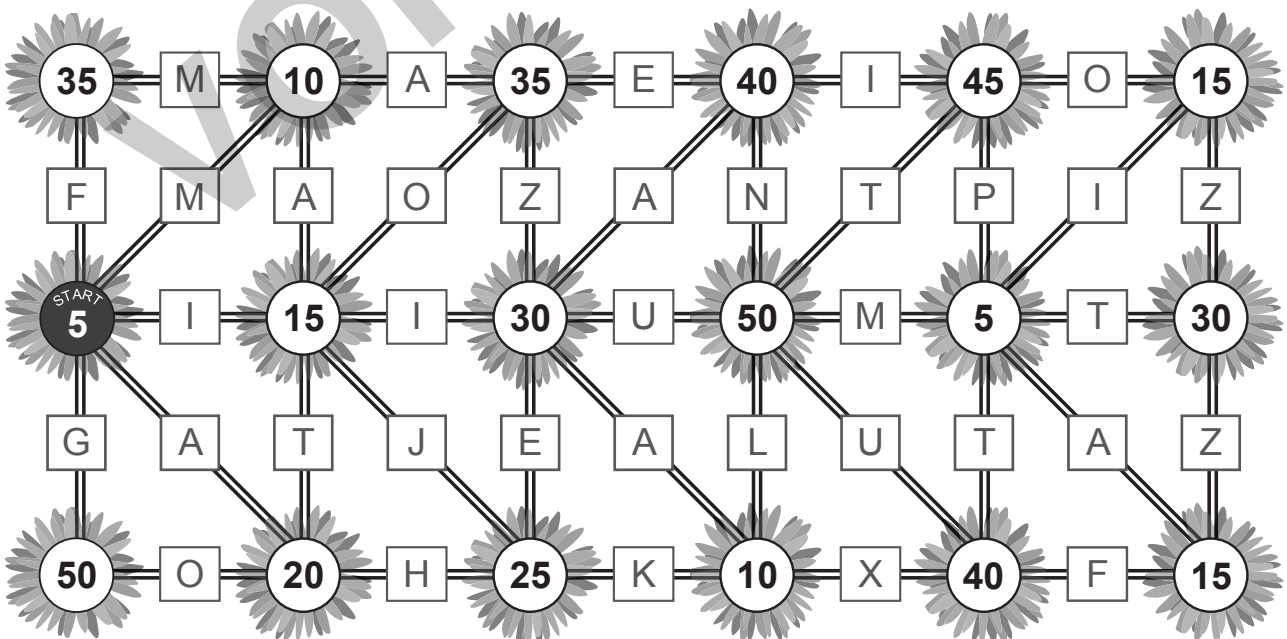 Vor
35 M 10 A 35 E 40 I 45 O 15
F M A O Z A N T P I Z
START
5 I 15 I 30 U 50 M 5 T 30
G A T J E A L U T A Z
50 O 20 H 25 K 10 X 40 F 15